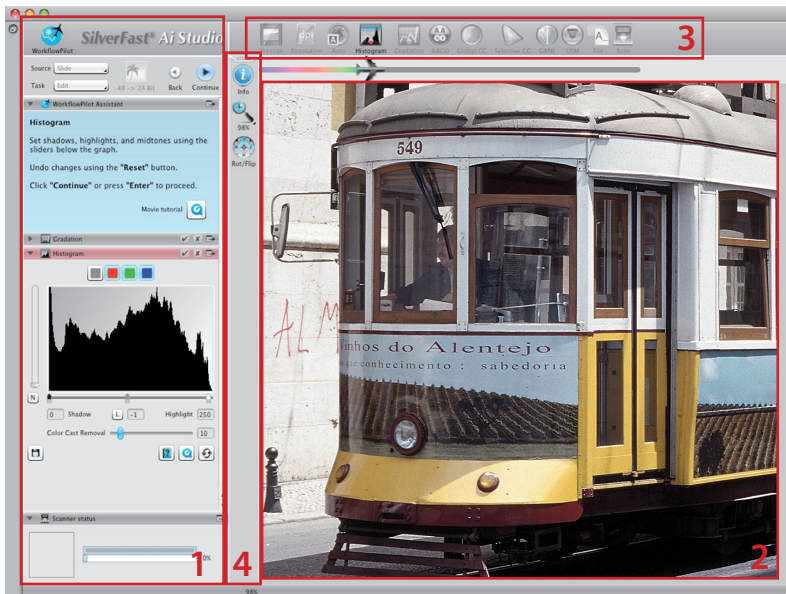 SilverFast® Ai Studio
WorkflowPilot
Prescan Resolution Auto Histogram Gradation AACO Global CC Selective CC CANE USM File Scan
3
Source Slide
Task Edit
48 -> 24 Bit
Back Continue
WorkflowPilot Assistant
Histogram
Set shadows, highlights, and midtones using the
sliders below the graph.
Undo changes using the "Reset" button.
Click "Continue" or press "Enter" to proceed.
Movie tutorial
Gradation
Histogram
N
0 Shadow L -1 Highlight 250
Color Cast Removal 10
Scanner status
0%
1
4
Info
98%
Rot/Flip
98%
549
AL M
Vinhos do Alentejo
conhecimento : sabedoria
2